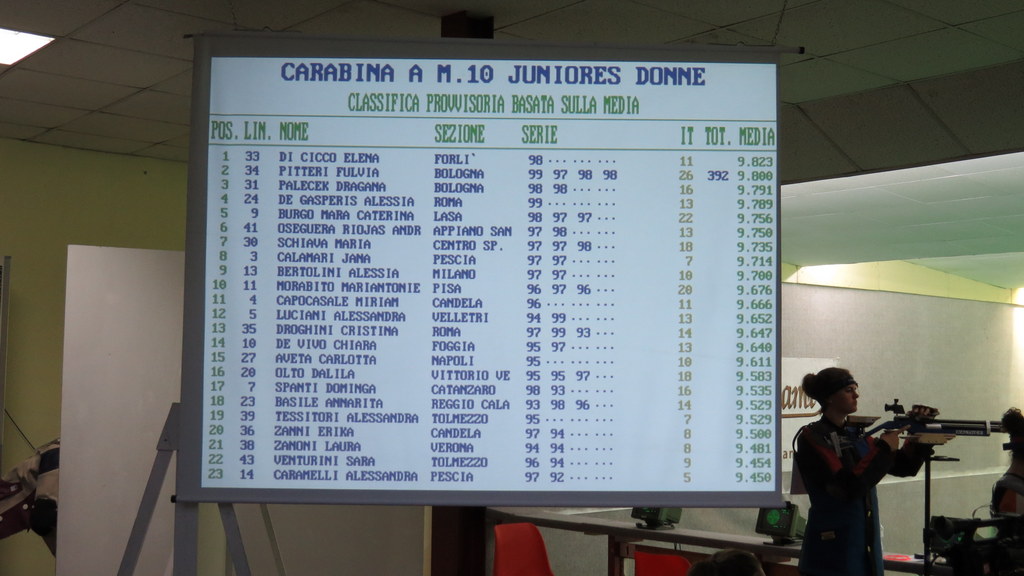 CARABINA A M.10 JUNIORES DONNE
CLASSIFICA PROVVISORIA BASATA SULLA MEDIA
POS. LIN. NOME SEZIONE SERIE IT TOT. MEDIA
1 33 DI CICCO ELENA FORLI` 98 ... ... ... 11 9.823
2 34 PITTERI FULVIA BOLOGNA 99 97 98 98 26 392 9.800
3 31 PALECEK DRAGANA BOLOGNA 98 98 ... ... 16 9.791
4 24 DE GASPERIS ALESSIA ROMA 99 ... ... ... 13 9.789
5 9 BURGO MARA CATERINA LASA 98 97 97 ... 22 9.756
6 41 OSEGUERA RIOJAS ANDR APPIANO SAN 97 98 ... ... 13 9.750
7 30 SCHIAVA MARIA CENTRO SP. 97 97 98 ... 18 9.735
8 3 CALAMARI JANA PESCIA 97 97 ... ... 7 9.714
9 13 BERTOLINI ALESSIA MILANO 97 97 ... ... 10 9.700
10 11 MORABITO MARIANTONIE PISA 96 97 96 ... 20 9.676
11 4 CAPOCASALE MIRIAM CANDELA 96 ... ... ... 11 9.666
12 5 LUCIANI ALESSANDRA VELLETRI 94 99 ... ... 13 9.652
13 35 DROGHINI CRISTINA ROMA 97 99 93 ... 14 9.647
14 10 DE VIVO CHIARA FOGGIA 95 97 ... ... 13 9.640
15 27 AVETA CARLOTTA NAPOLI 95 ... ... ... 10 9.611
16 20 OLTO DALILA VITTORIO VE 95 95 97 ... 18 9.583
17 7 SPANTI DOMINGA CATANZARO 98 93 ... ... 16 9.535
18 23 BASILE ANNARITA REGGIO CALA 93 98 96 ... 14 9.529
19 39 TESSITORI ALESSANDRA TOLMEZZO 95 ... ... ... 7 9.529
20 36 ZANNI ERIKA CANDELA 97 94 ... ... 8 9.500
21 38 ZANONI LAURA VERONA 94 94 ... ... 8 9.481
22 43 VENTURINI SARA TOLMEZZO 96 94 ... ... 9 9.454
23 14 CARAMELLI ALESSANDRA PESCIA 97 92 ... ... 5 9.450